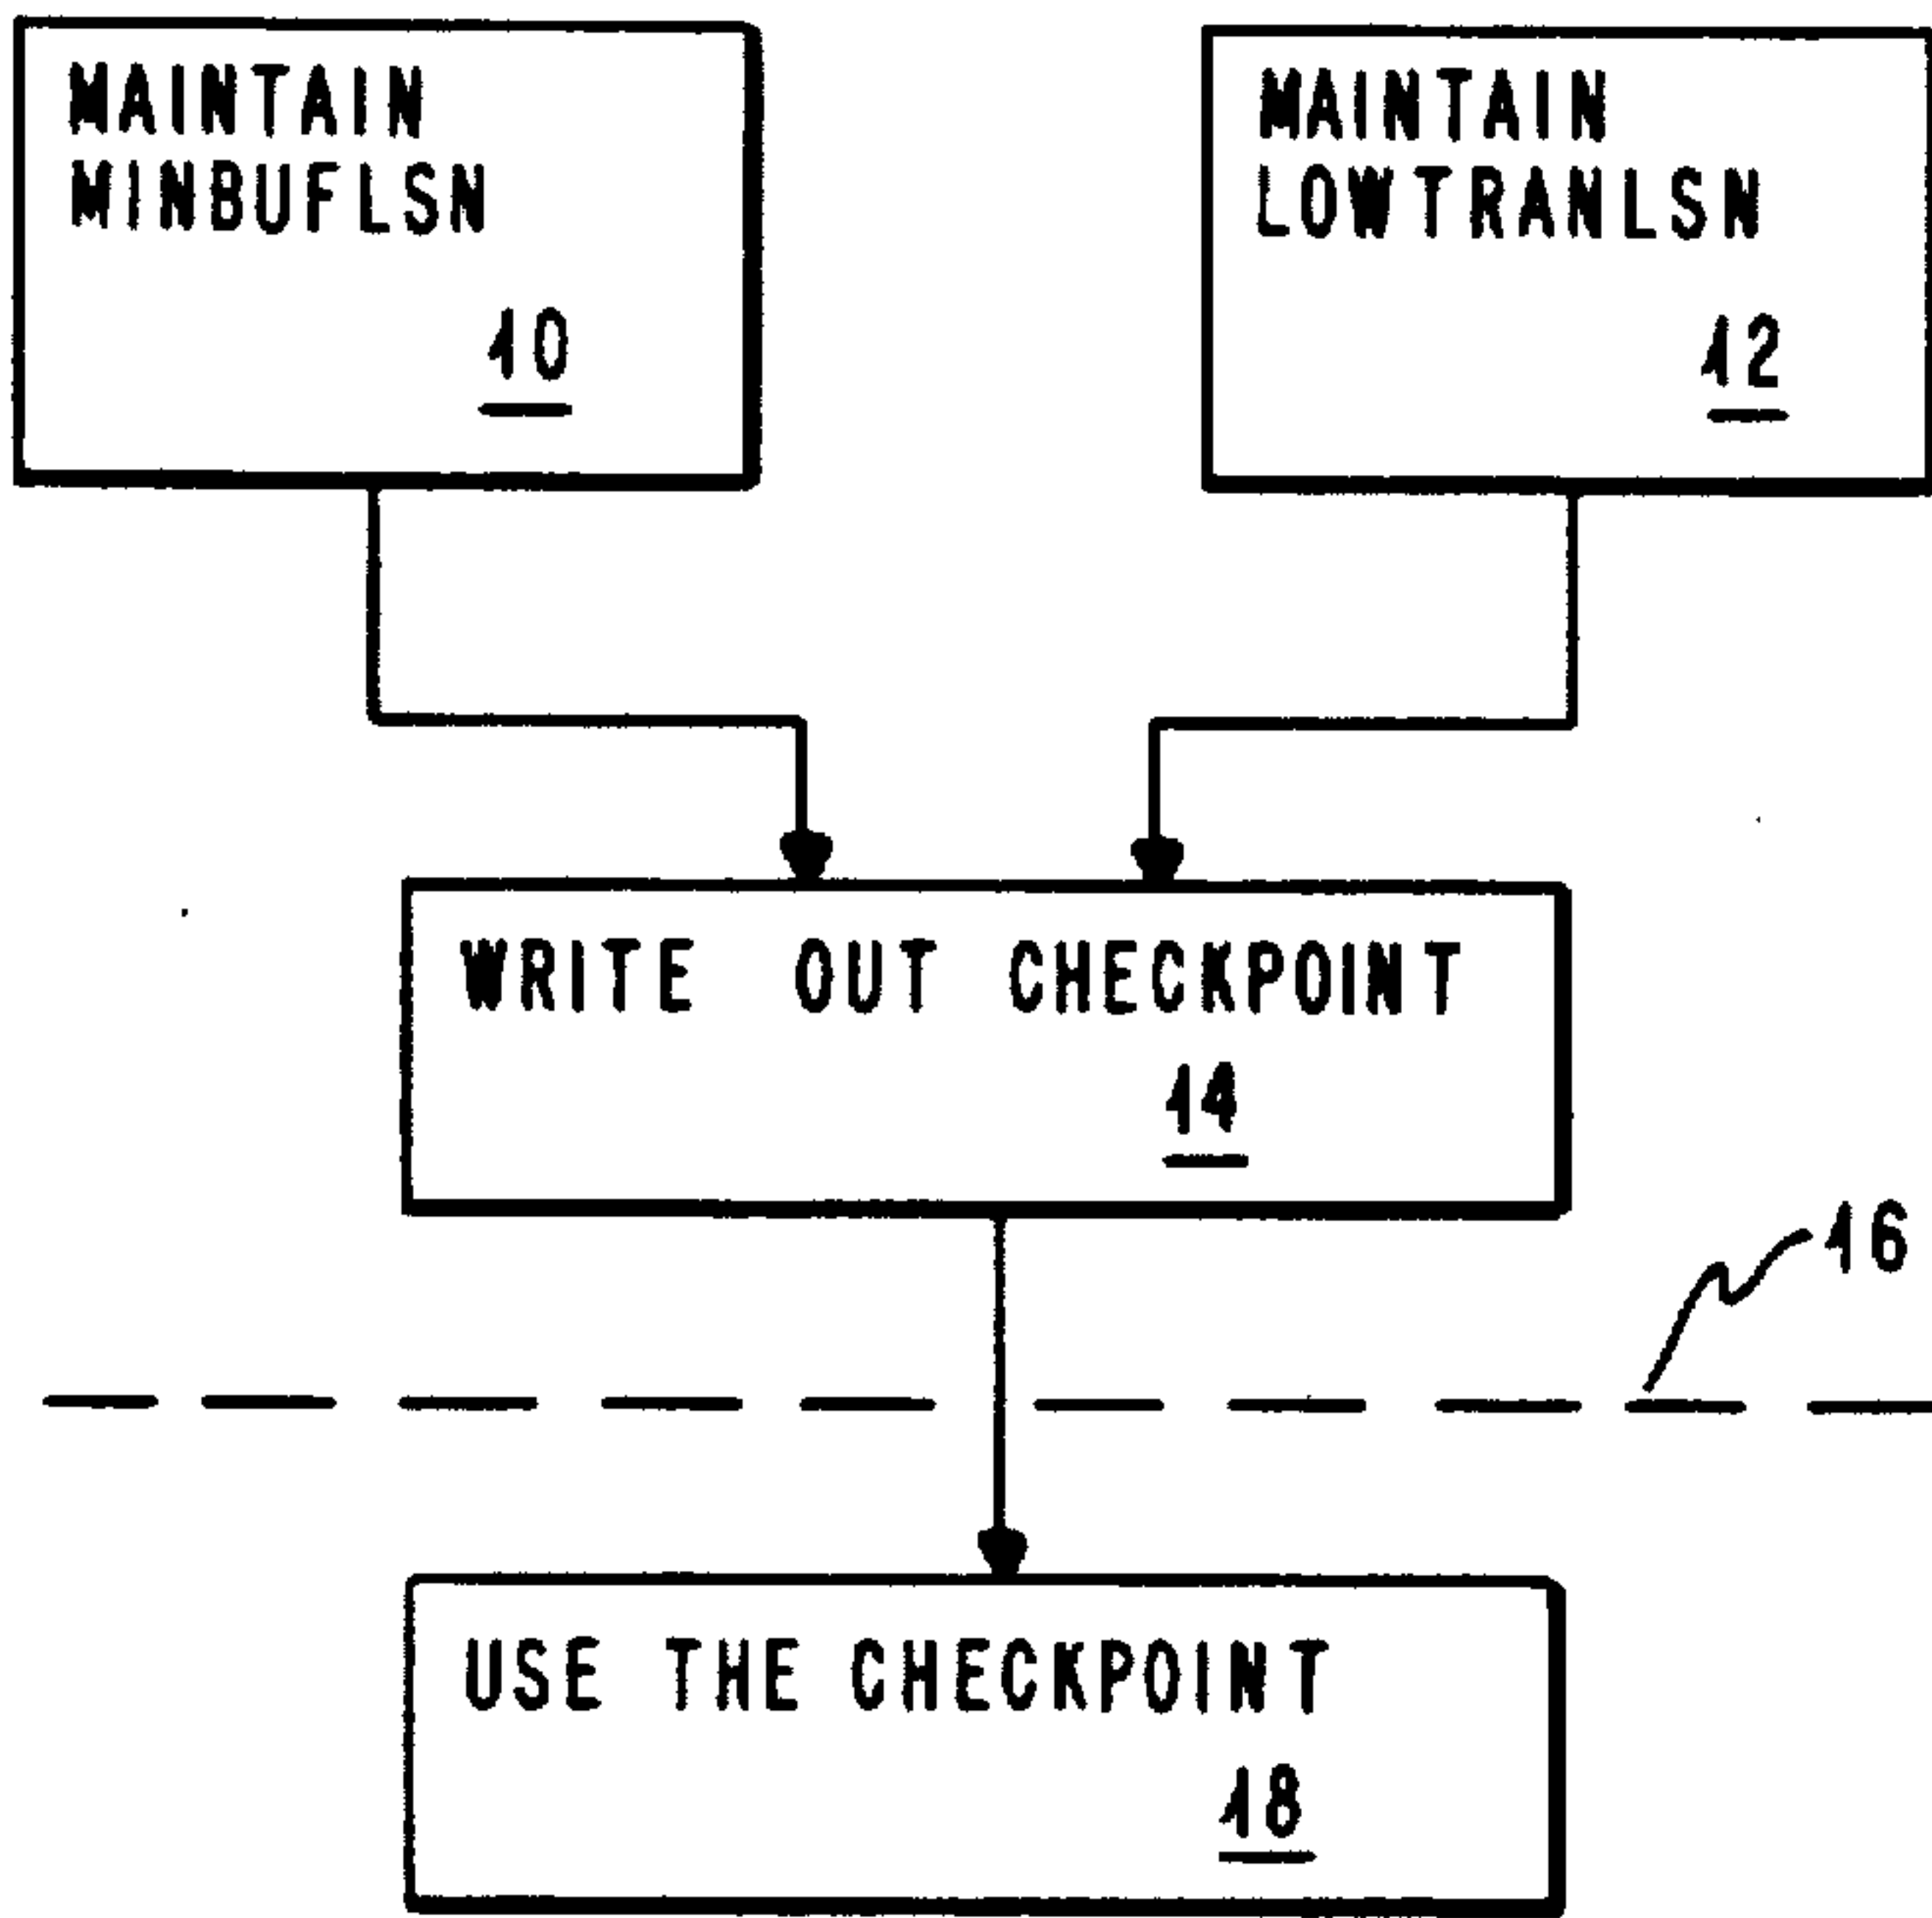 MAINTAIN
MINBUFLSN
10
MAINTAIN
LOWTRANLSN
12
WRITE OUT CHECKPOINT
14
16
USE THE CHECKPOINT
18